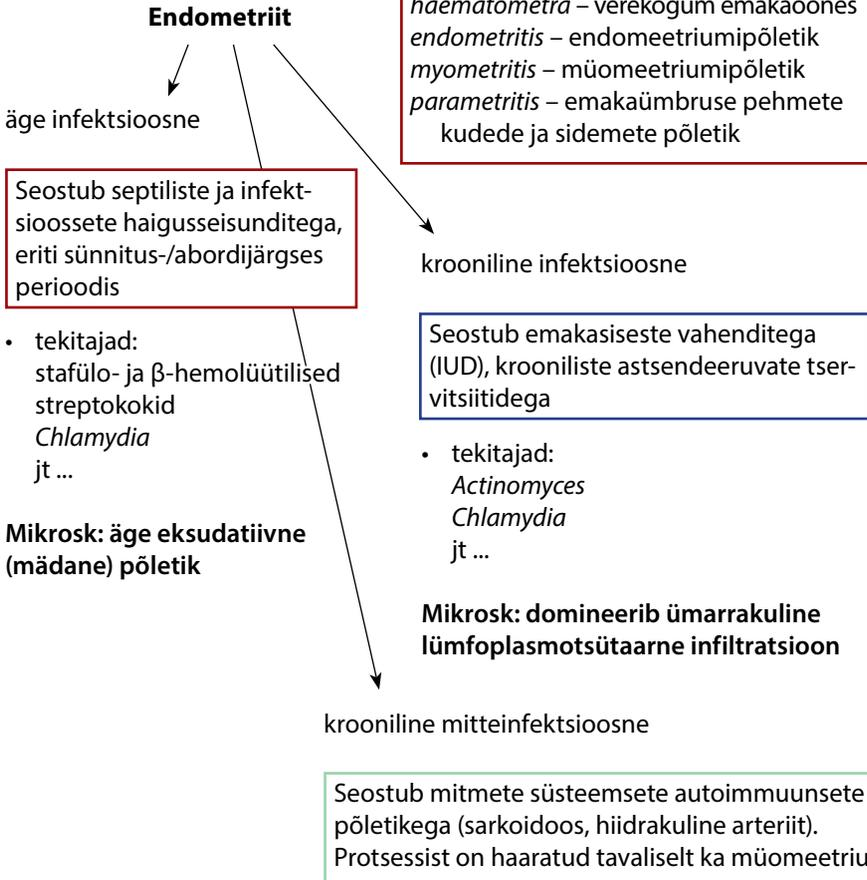 Endometriit
haematometra – verekogum emakaõõnes
endometritis – endomeetriumipõletik
myometritis – müomeetriumipõletik
parametritis – emakaümbruse pehmete
kudede ja sidemete põletik
äge infektsioosne
Seostub septiliste ja infekt-
sioossete haigusseisunditega,
eriti sünnitus-/abordijärgses
perioodis
• tekitajad:
stafülo- ja β-hemolüütilised
streptokokid
Chlamydia
jt ...
Mikrosk: äge eksudatiivne
(mädane) põletik
krooniline infektsioosne
Seostub emakasiseste vahenditega
(IUD), krooniliste astsendeeruvate tser-
vitsiitidega
• tekitajad:
Actinomyces
Chlamydia
jt ...
Mikrosk: domineerib ümarrakuline
lümfoplasmotsütaarne infiltratsioon
krooniline mitteinfektsioosne
Seostub mitmete süsteemsete autoimmuunsete
põletikega (sarkoidoos, hiidrakuline arteriit).
Protsessist on haaratud tavaliselt ka müomeetriu